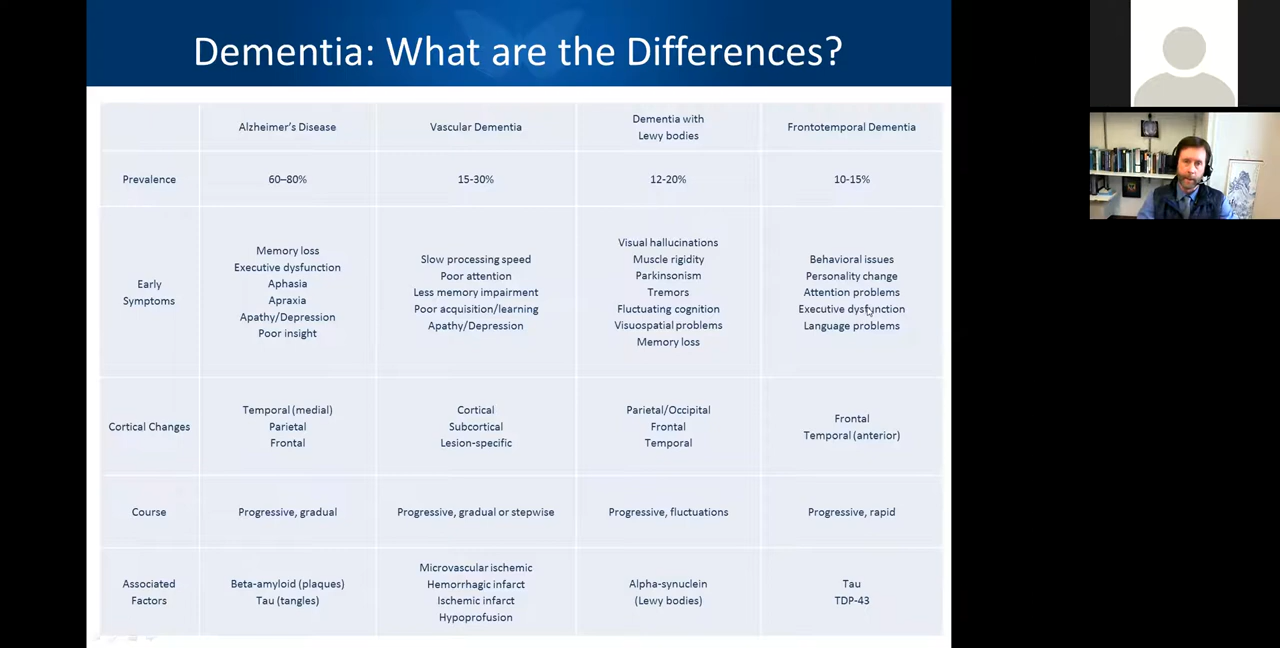 Dementia: What are the Differences?
Alzheimer's Disease
Vascular Dementia
Dementia with
Lewy bodies
Frontotemporal Dementia
Prevalence
60–80%
15-30%
12-20%
10-15%
Early
Symptoms
Memory loss
Executive dysfunction
Aphasia
Apraxia
Apathy/Depression
Poor insight
Slow processing speed
Poor attention
Less memory impairment
Poor acquisition/learning
Apathy/Depression
Visual hallucinations
Muscle rigidity
Parkinsonism
Tremors
Fluctuating cognition
Visuospatial problems
Memory loss
Behavioral issues
Personality change
Attention problems
Executive dysfunction
Language problems
Cortical Changes
Temporal (medial)
Parietal
Frontal
Cortical
Subcortical
Lesion-specific
Parietal/Occipital
Frontal
Temporal
Frontal
Temporal (anterior)
Course
Progressive, gradual
Progressive, gradual or stepwise
Progressive, fluctuations
Progressive, rapid
Associated
Factors
Beta-amyloid (plaques)
Tau (tangles)
Microvascular ischemic
Hemorrhagic infarct
Ischemic infarct
Hypoprofusion
Alpha-synuclein
(Lewy bodies)
Tau
TDP-43